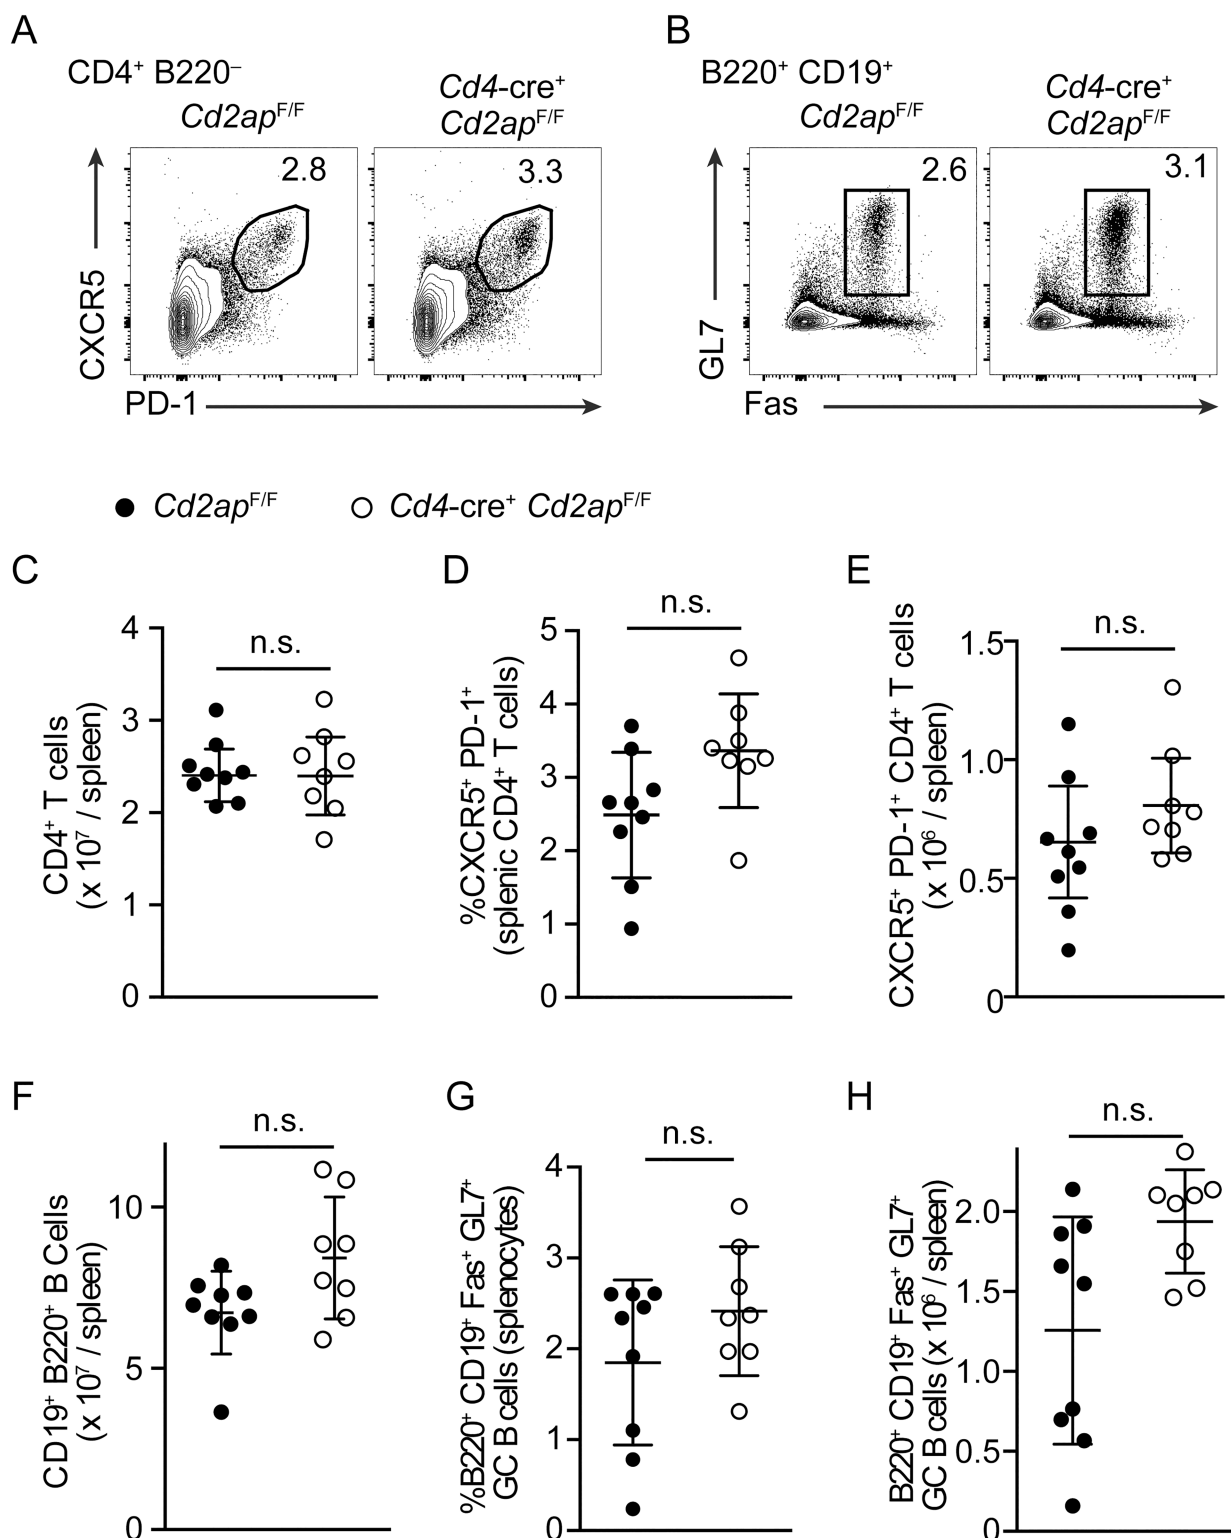 A
B
CD4⁺ B220⁻
B220⁺ CD19⁺
Cd2ap^F/F
Cd4-cre⁺
Cd2ap^F/F
Cd2ap^F/F
Cd4-cre⁺
Cd2ap^F/F
2.8
3.3
2.6
3.1
CXCR5
GL7
PD-1
Fas
Cd2ap^F/F
Cd4-cre⁺ Cd2ap^F/F
C
D
E
n.s.
CD4⁺ T cells
(x 10⁷ / spleen)
4
3
2
1
0
n.s.
%CXCR5⁺ PD-1⁺
(splenic CD4⁺ T cells)
5
4
3
2
1
0
n.s.
CXCR5⁺ PD-1⁺ CD4⁺ T cells
(x 10⁶ / spleen)
1.5
1.0
0.5
0
F
G
H
n.s.
CD19⁺ B220⁺ B Cells
(x 10⁷ / spleen)
10
5
0
n.s.
%B220⁺ CD19⁺ Fas⁺ GL7⁺
GC B cells (splenocytes)
4
3
2
1
0
n.s.
B220⁺ CD19⁺ Fas⁺ GL7⁺
GC B cells (x 10⁶ / spleen)
2.0
1.5
1.0
0.5
0